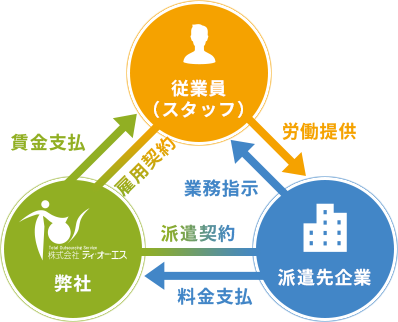 従業員
（スタッフ）
賃金支払
雇用契約
労働提供
業務指示
派遣契約
Total Outsourcing Service
株式会社 ティオーエス
弊社
派遣先企業
料金支払